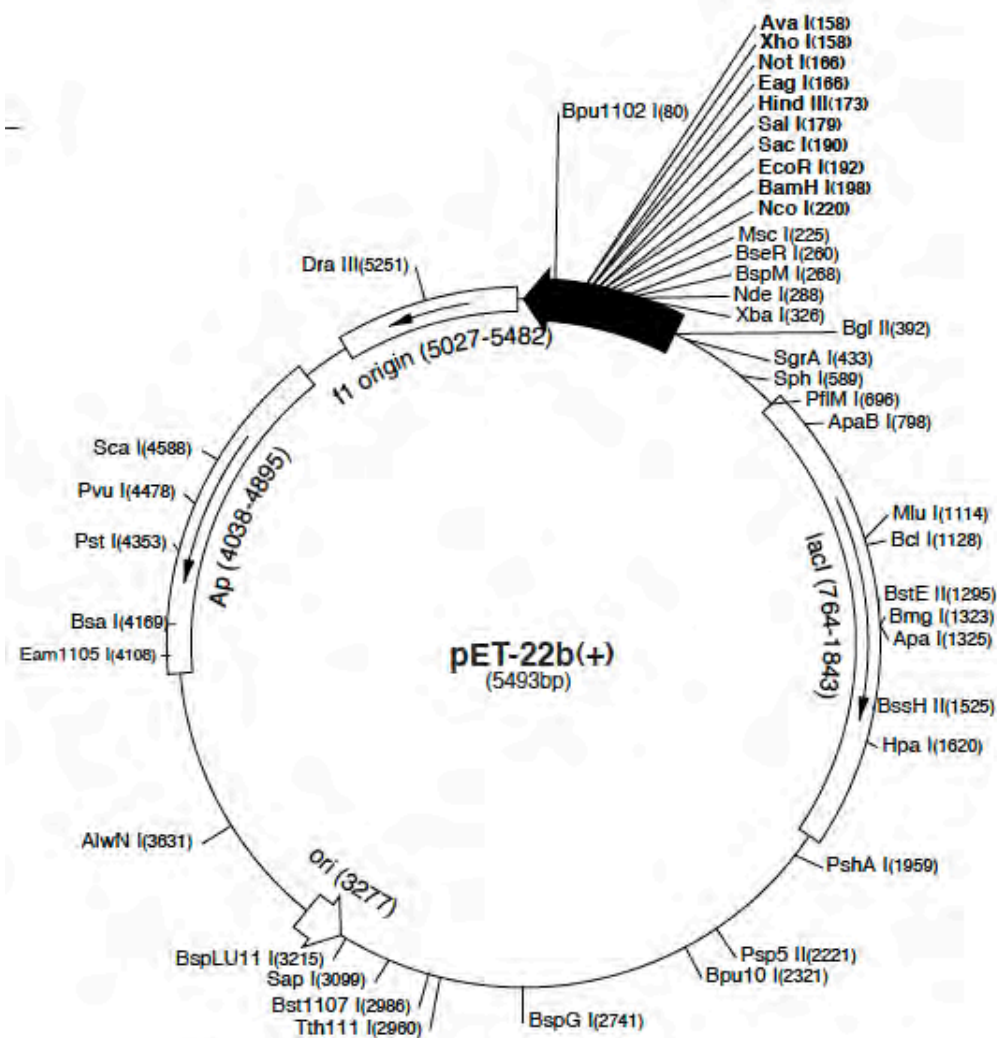 Ava I(158)
Xho I(158)
Not I(166)
Eag I(166)
Hind III(173)
Sal I(179)
Sac I(190)
EcoR I(192)
BamH I(198)
Nco I(220)
Msc I(225)
BseR I(260)
BspM I(268)
Nde I(288)
Xba I(326)
Bgl II(392)
SgrA I(433)
Sph I(589)
PflM I(696)
ApaB I(798)
Mlu I(1114)
Bcl I(1128)
BstE II(1295)
Bmg I(1323)
Apa I(1325)
BssH II(1525)
Hpa I(1620)
PshA I(1959)
Psp5 II(2221)
Bpu10 I(2321)
BspG I(2741)
Tth111 I(2960)
Bst1107 I(2986)
Sap I(3099)
BspLU11 I(3215)
AlwN I(3631)
Eam1105 I(4108)
Bsa I(4169)
Pst I(4353)
Pvu I(4478)
Sca I(4588)
Dra III(5251)
Bpu1102 I(80)
f1 origin (5027-5482)
Ap (4038-4895)
lacI (764-1843)
ori (3277)
pET-22b(+)
(5493bp)